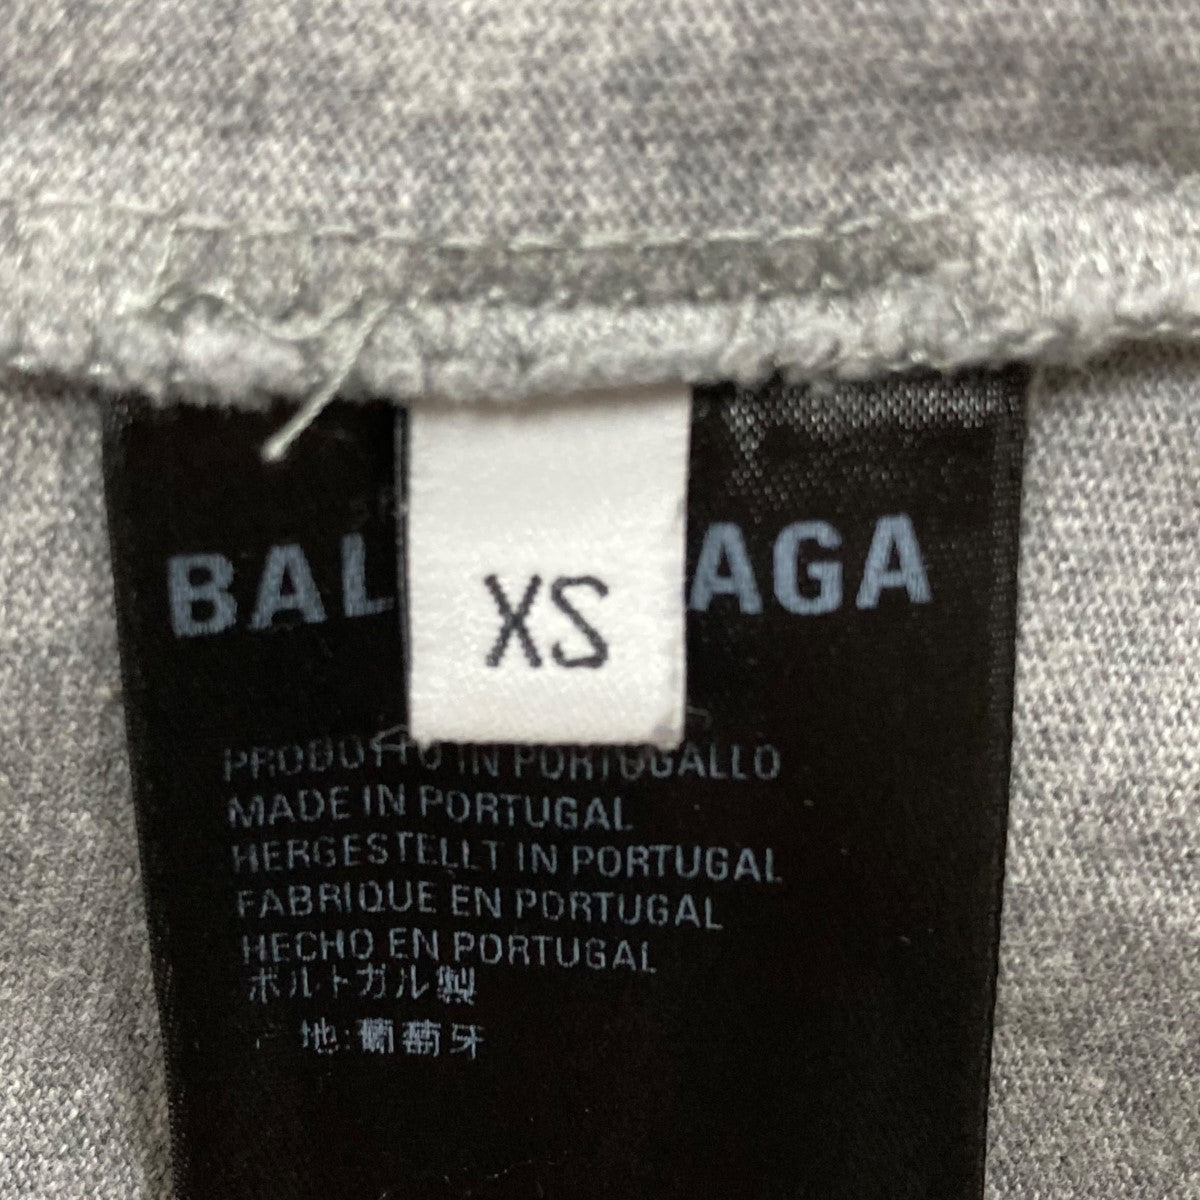 BAL AGA
XS
PRODOTTO IN PORTOGALLO
MADE IN PORTUGAL
HERGESTELLT IN PORTUGAL
FABRIQUE EN PORTUGAL
HECHO EN PORTUGAL
ポルトガル製
地:葡萄牙